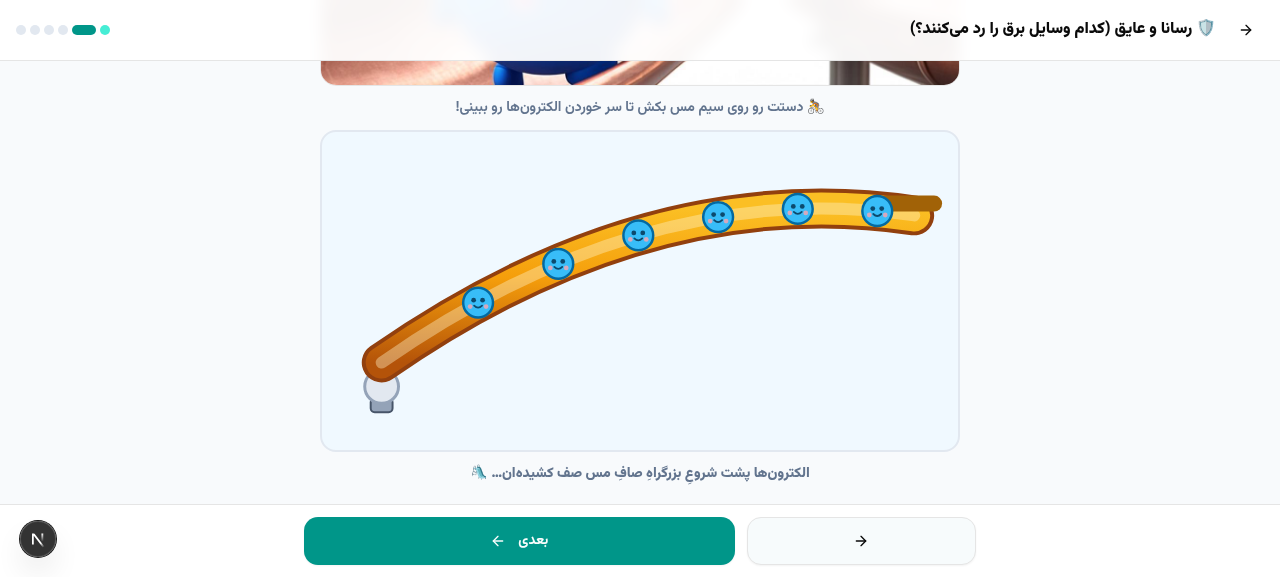 رسانا و عایق (کدام وسایل برق را رد می‌کنند؟)
دستت رو روی سیم مس بکش تا سر خوردن الکترون‌ها رو ببینی!
الکترون‌ها پشت شروعِ بزرگراهِ صافِ مس صف کشیده‌ان...
بعدی
N